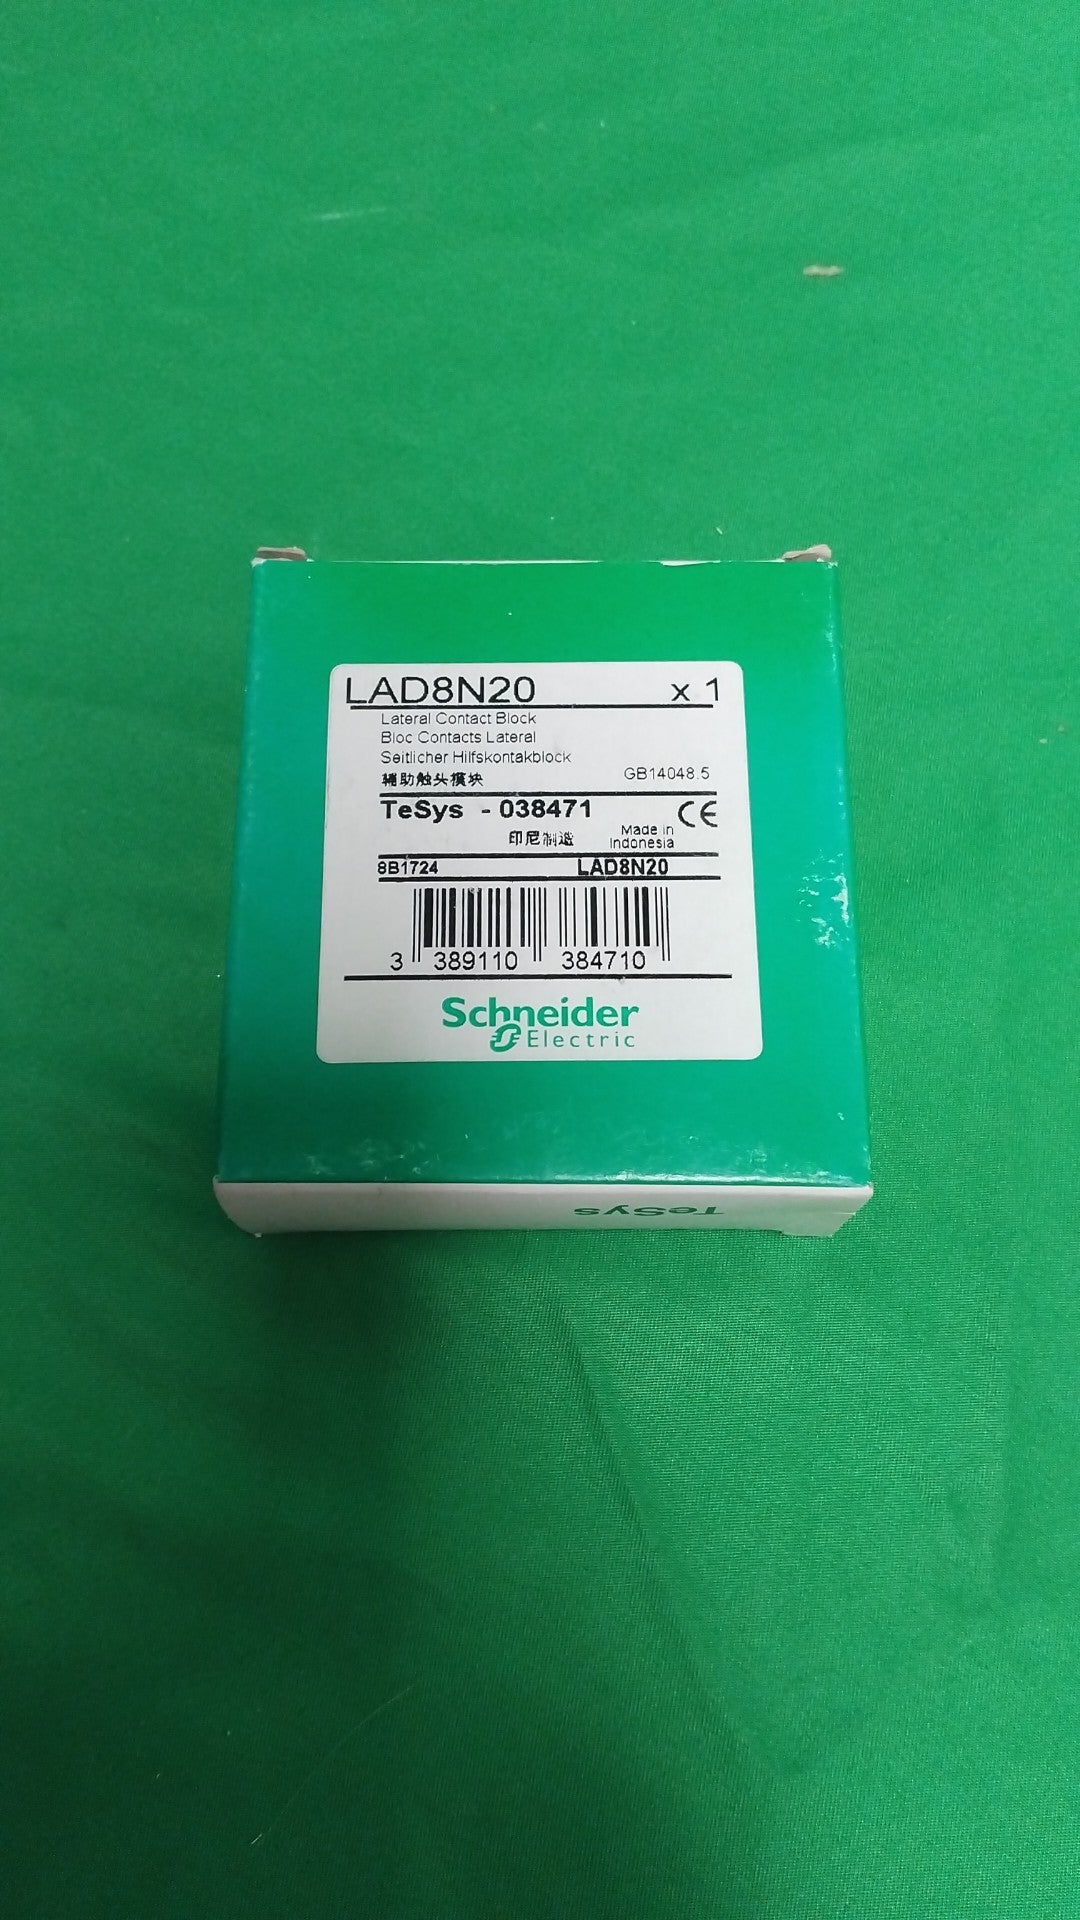 LAD8N20 x 1
Lateral Contact Block
Bloc Contacts Lateral
Seitlicher Hilfskontakblock
辅助触头模块 GB14048.5
TeSys - 038471 CE
印尼制造 Made in
Indonesia
8B1724 LAD8N20
3 389110 384710
Schneider
Electric
TeSys